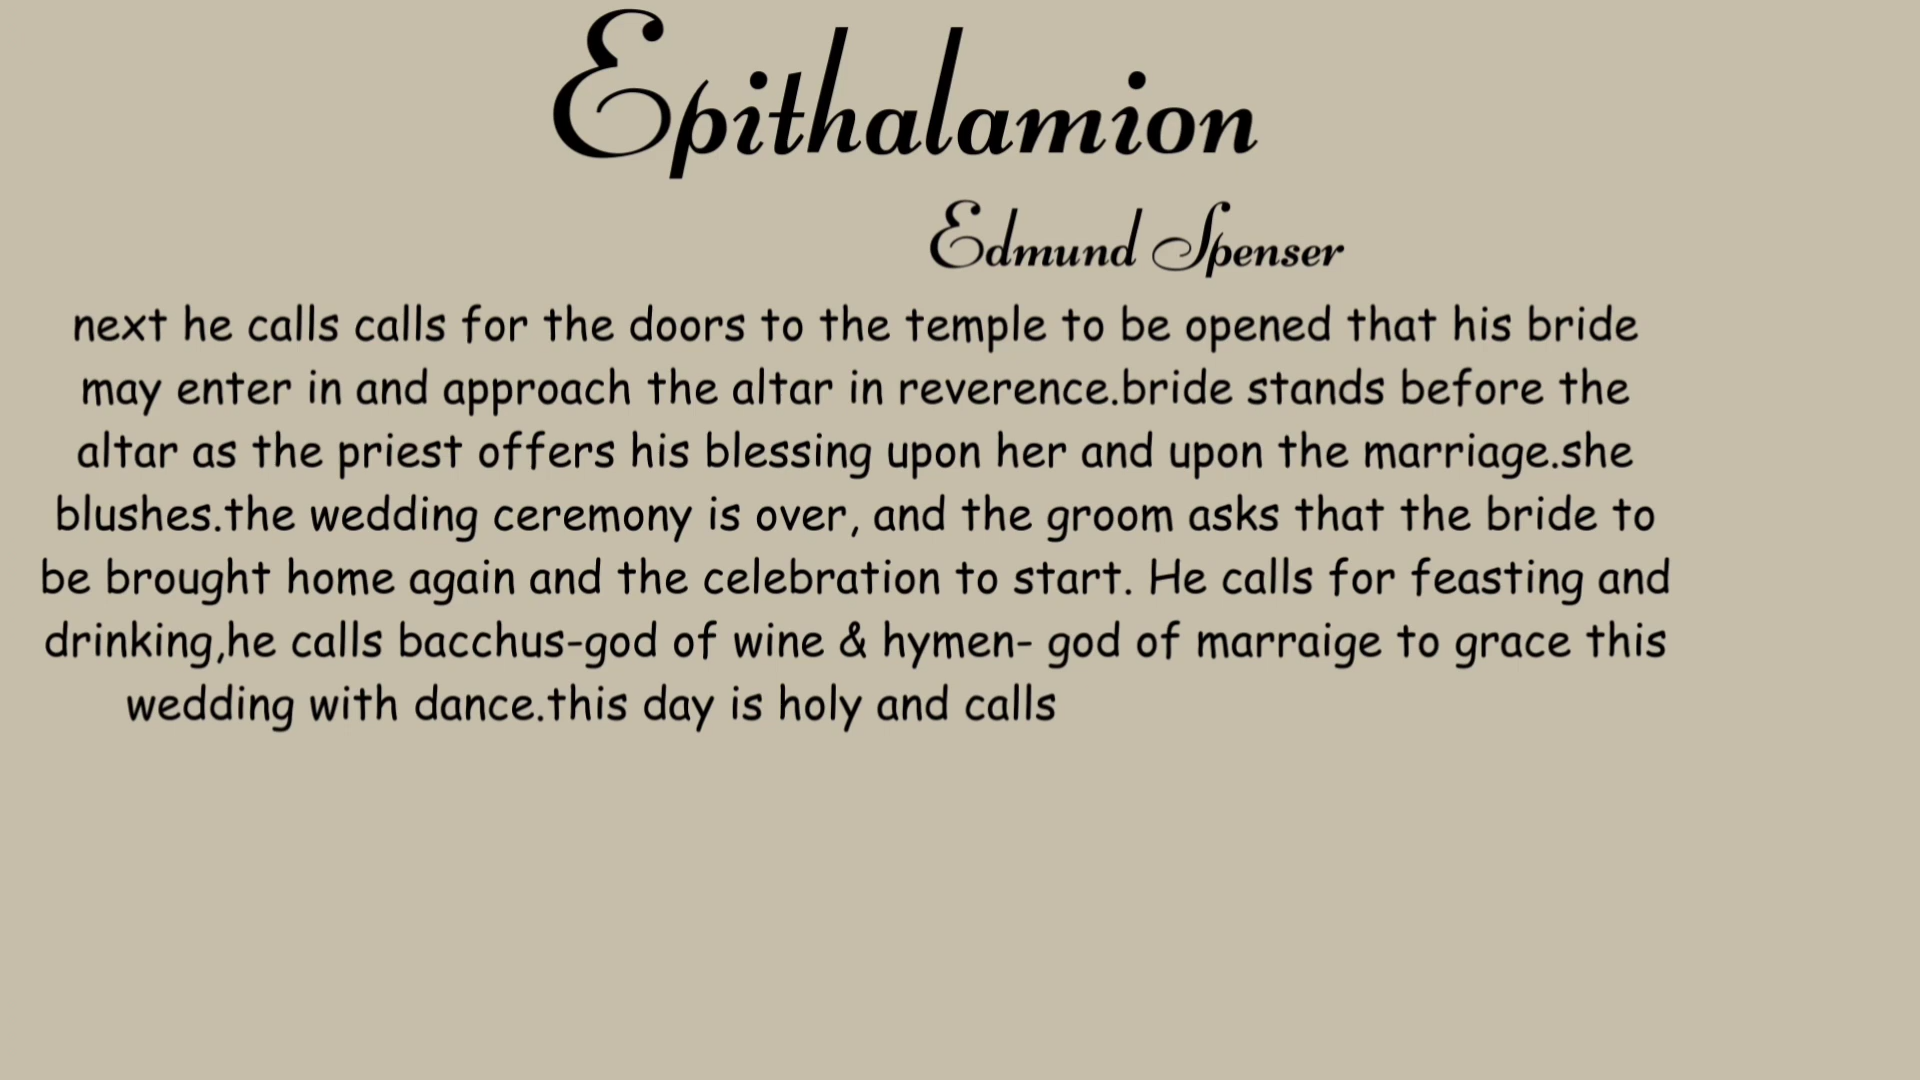 Epithalamion
Edmund Spenser
next he calls calls for the doors to the temple to be opened that his bride
may enter in and approach the altar in reverence.bride stands before the
altar as the priest offers his blessing upon her and upon the marriage.she
blushes.the wedding ceremony is over, and the groom asks that the bride to
be brought home again and the celebration to start. He calls for feasting and
drinking,he calls bacchus-god of wine & hymen- god of marraige to grace this
wedding with dance.this day is holy and calls